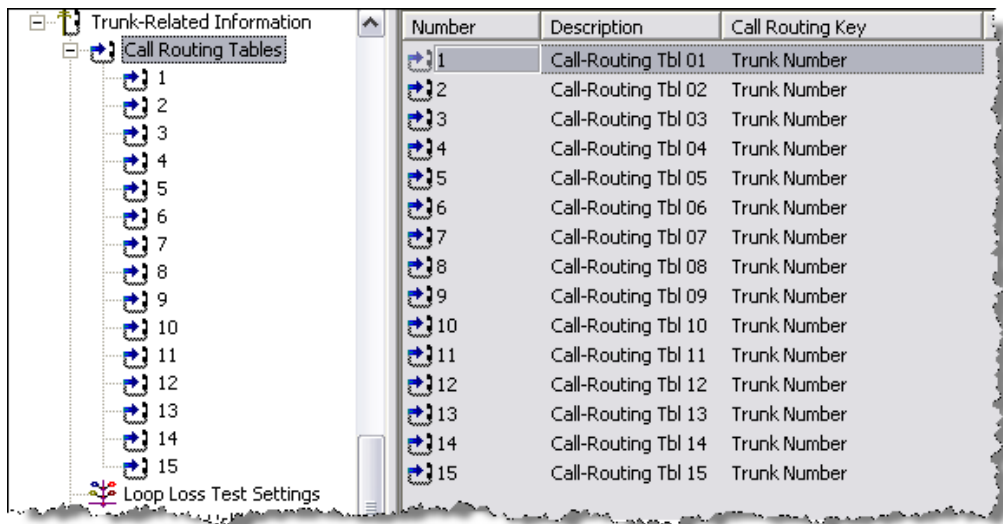 Trunk-Related Information
Call Routing Tables
1
2
3
4
5
6
7
8
9
10
11
12
13
14
15
Loop Loss Test Settings
Number Description Call Routing Key
1 Call-Routing Tbl 01 Trunk Number
2 Call-Routing Tbl 02 Trunk Number
3 Call-Routing Tbl 03 Trunk Number
4 Call-Routing Tbl 04 Trunk Number
5 Call-Routing Tbl 05 Trunk Number
6 Call-Routing Tbl 06 Trunk Number
7 Call-Routing Tbl 07 Trunk Number
8 Call-Routing Tbl 08 Trunk Number
9 Call-Routing Tbl 09 Trunk Number
10 Call-Routing Tbl 10 Trunk Number
11 Call-Routing Tbl 11 Trunk Number
12 Call-Routing Tbl 12 Trunk Number
13 Call-Routing Tbl 13 Trunk Number
14 Call-Routing Tbl 14 Trunk Number
15 Call-Routing Tbl 15 Trunk Number